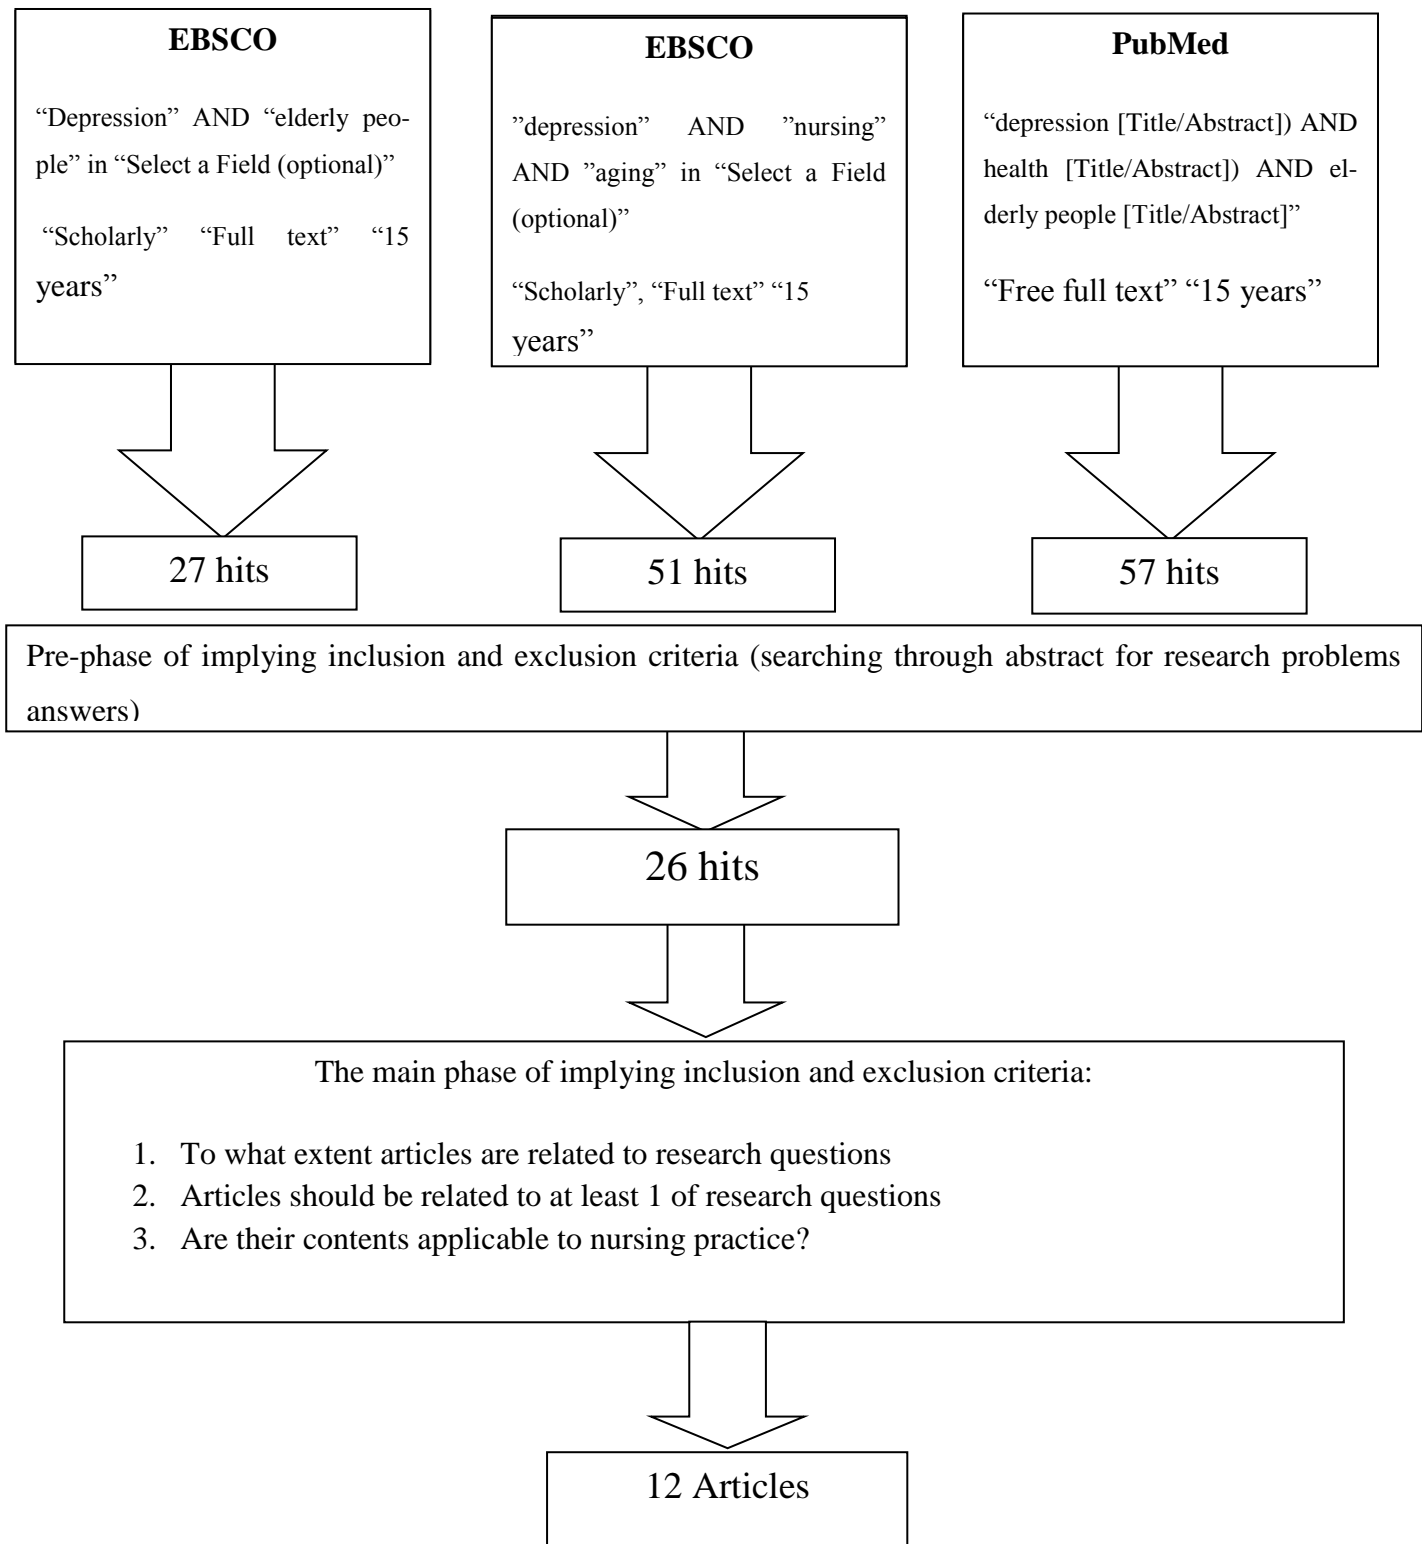 EBSCO
“Depression” AND “elderly peo-
ple” in “Select a Field (optional)”
“Scholarly” “Full text” “15
years”
EBSCO
”depression” AND ”nursing”
AND ”aging” in “Select a Field
(optional)”
“Scholarly”, “Full text” “15
years”
PubMed
“depression [Title/Abstract]) AND
health [Title/Abstract]) AND el-
derly people [Title/Abstract]”
“Free full text” “15 years”
27 hits
51 hits
57 hits
Pre-phase of implying inclusion and exclusion criteria (searching through abstract for research problems
answers)
26 hits
The main phase of implying inclusion and exclusion criteria:
1. To what extent articles are related to research questions
2. Articles should be related to at least 1 of research questions
3. Are their contents applicable to nursing practice?
12 Articles